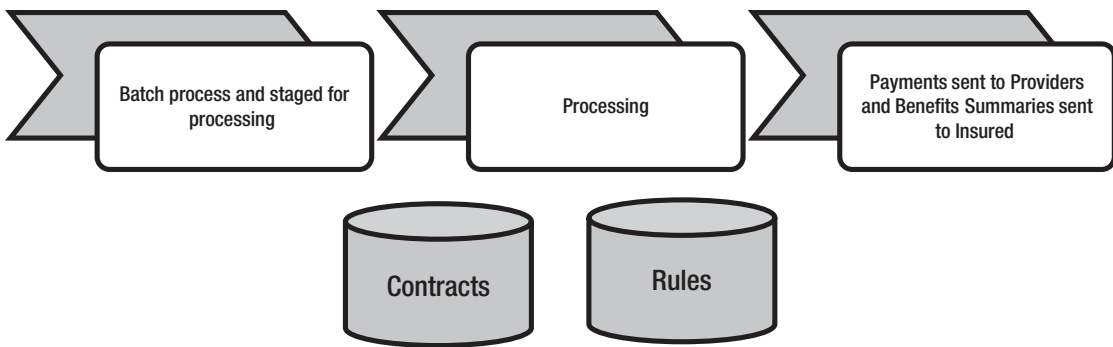 Batch process and staged for
processing
Processing
Payments sent to Providers
and Benefits Summaries sent
to Insured
Contracts
Rules